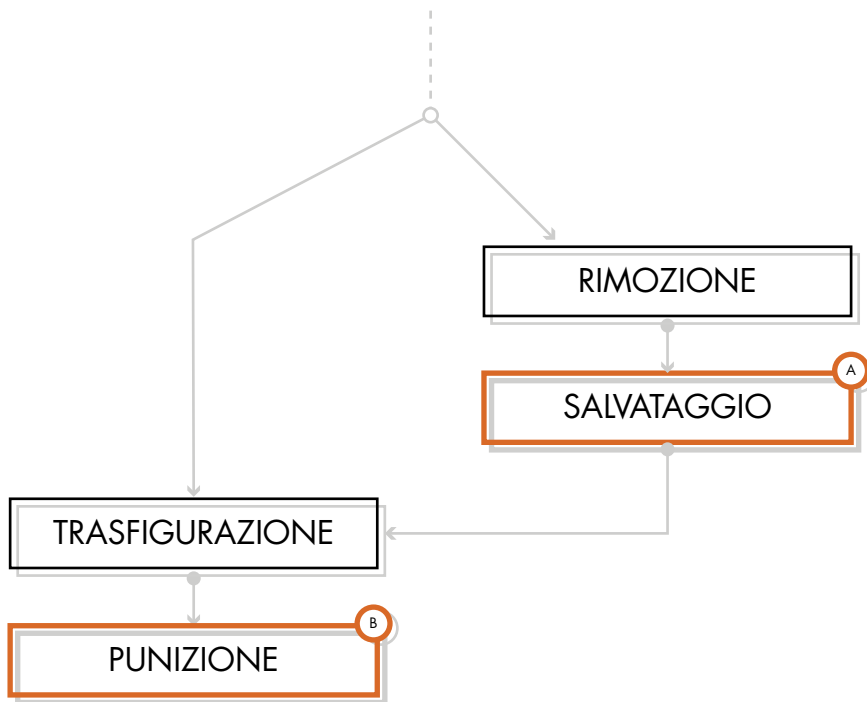 RIMOZIONE
A
SALVATAGGIO
TRASFIGURAZIONE
B
PUNIZIONE